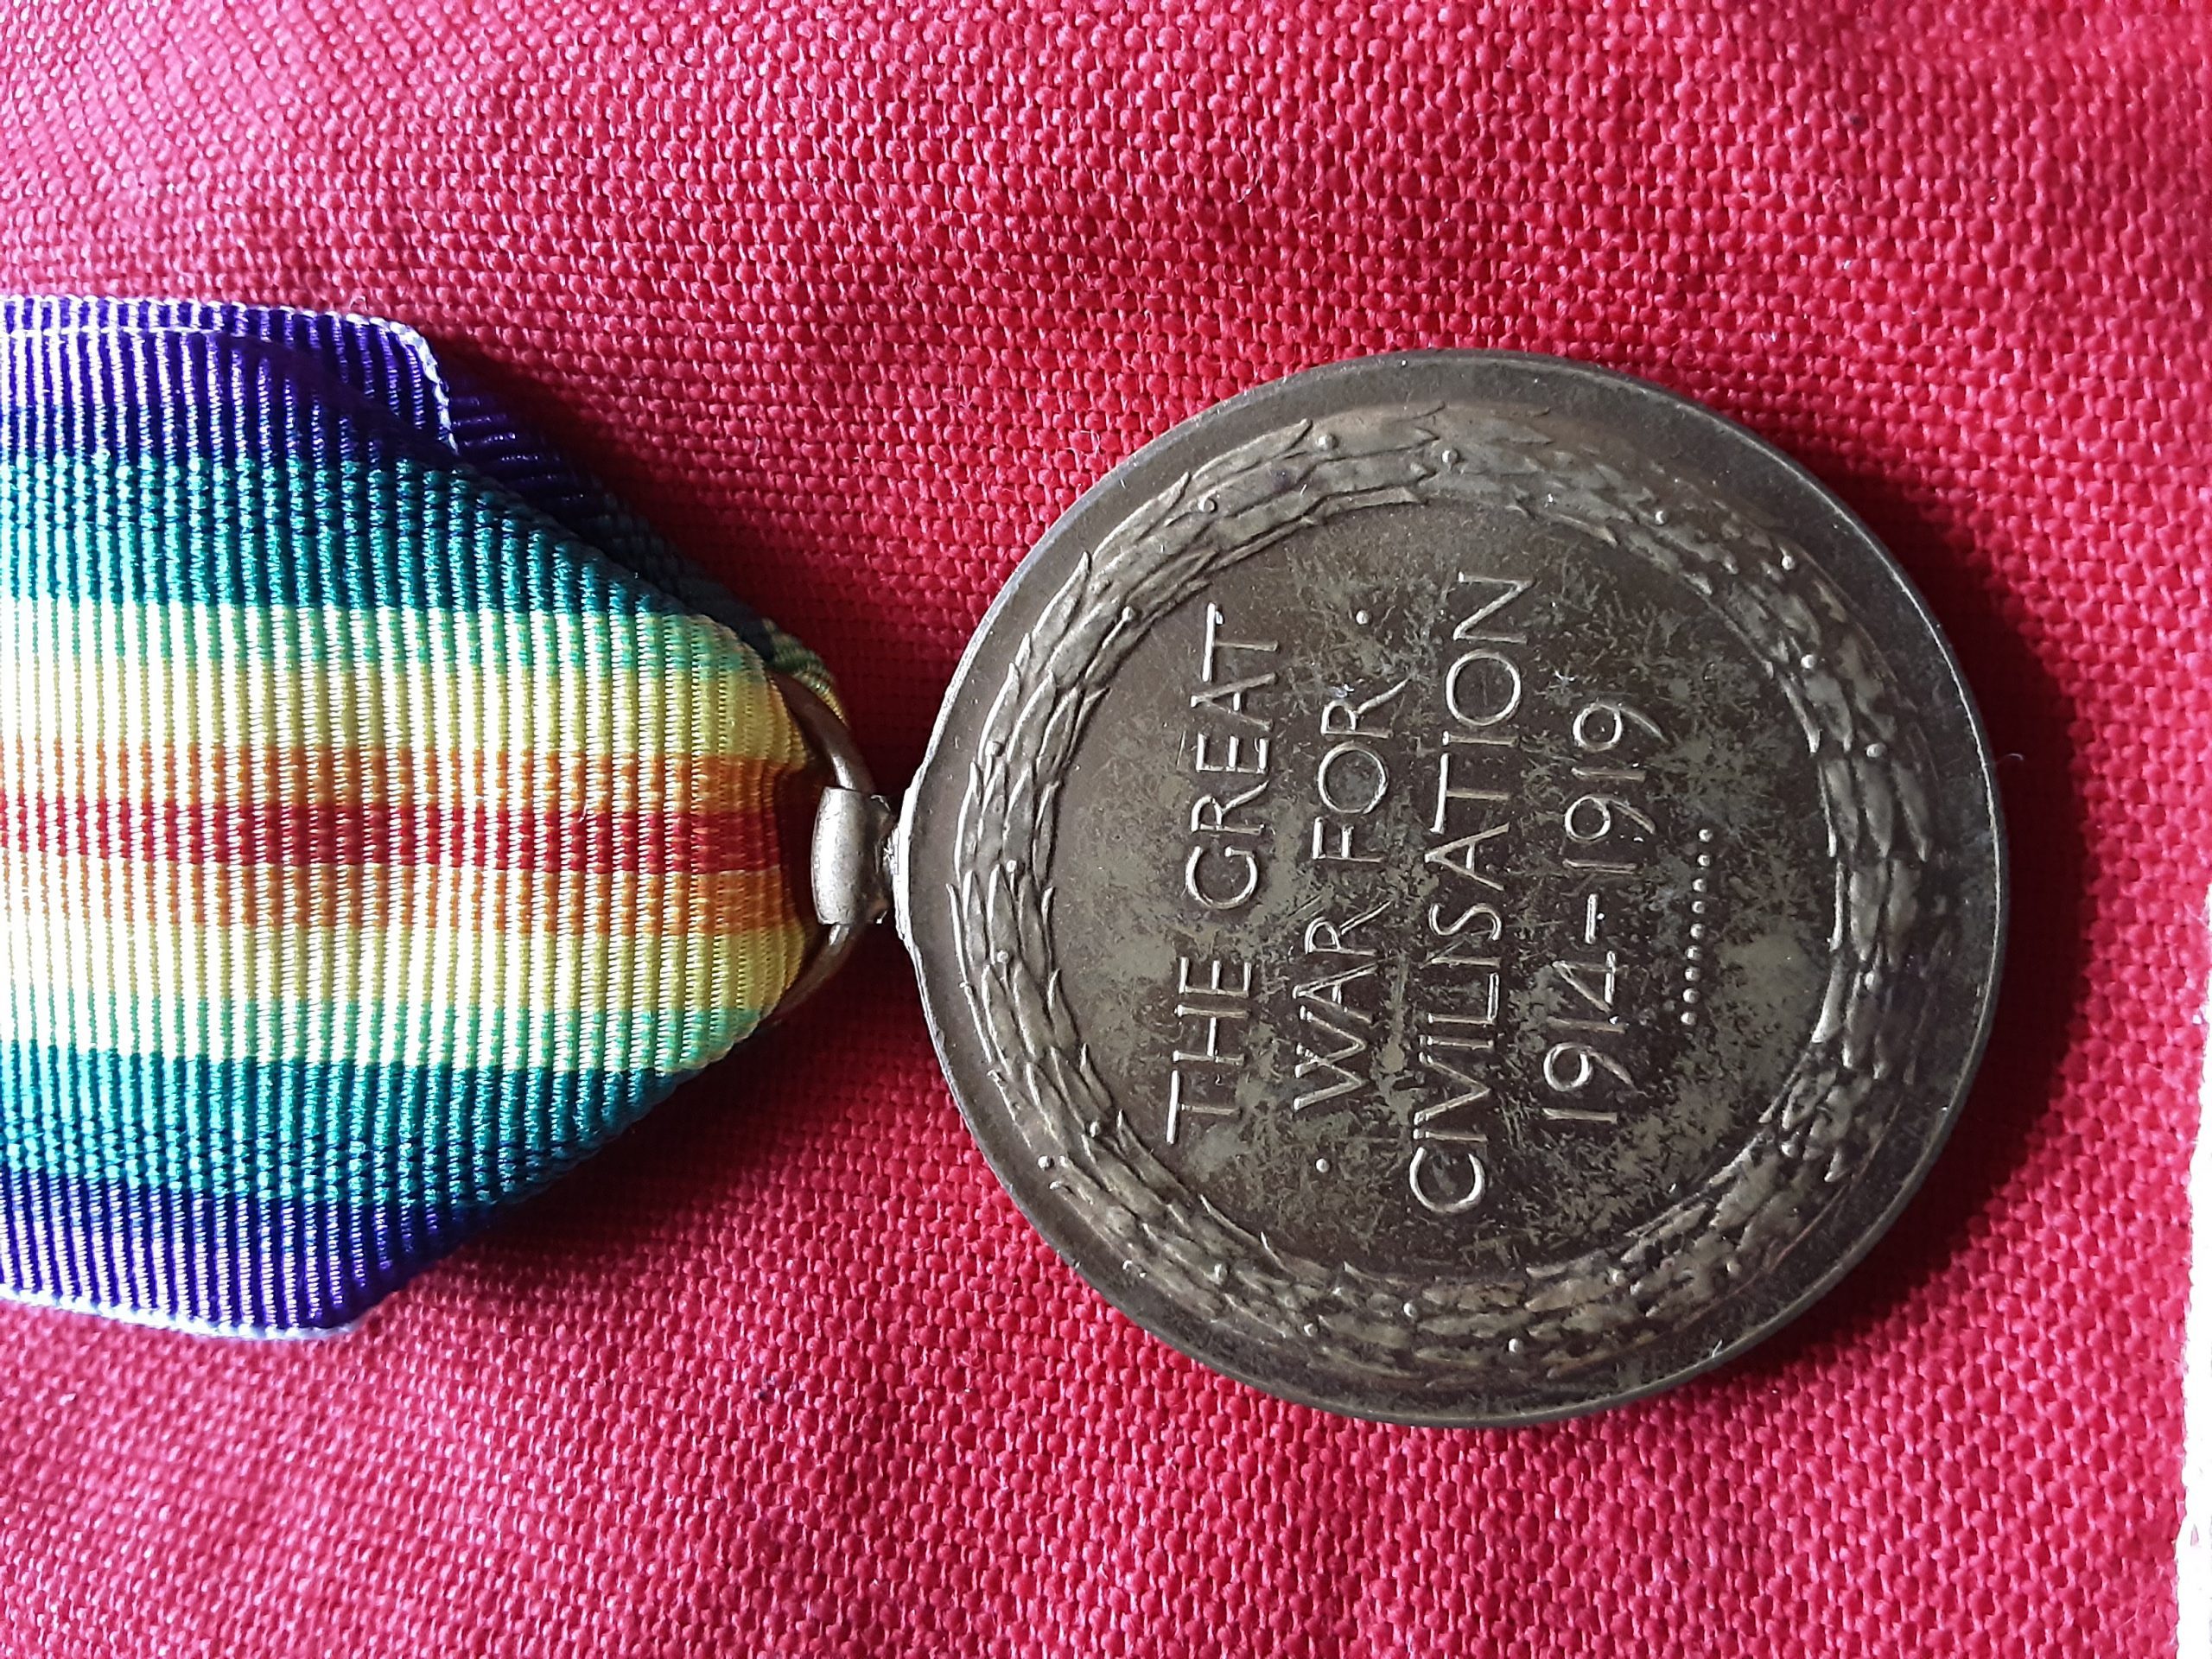 THE GREAT
· WAR FOR ·
CIVILISATION
1914-1919